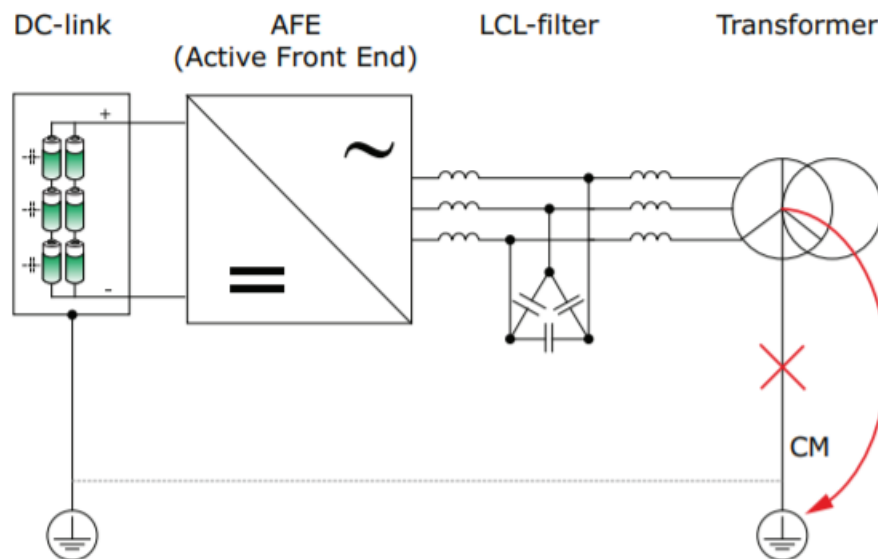 DC-link
AFE
(Active Front End)
LCL-filter
Transformer
+
-
~
=
CM